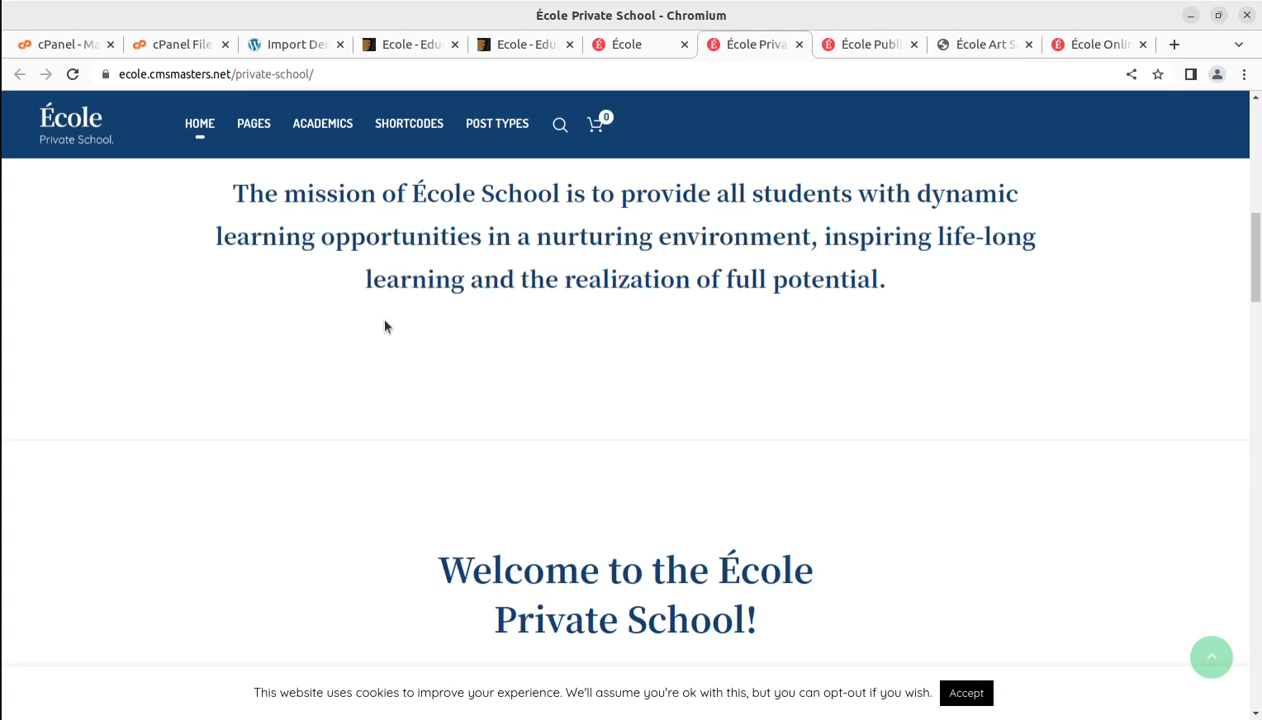 École Private School - Chromium
cPanel - Ma
cPanel File
Import Der
Ecole - Edu
Ecole - Edu
École
École Priva
École Publi
École Art S
École Onlin
ecole.cmsmasters.net/private-school/
École
Private School.
HOME
PAGES
ACADEMICS
SHORTCODES
POST TYPES
0
The mission of École School is to provide all students with dynamic
learning opportunities in a nurturing environment, inspiring life-long
learning and the realization of full potential.
Welcome to the École
Private School!
This website uses cookies to improve your experience. We'll assume you're ok with this, but you can opt-out if you wish.
Accept